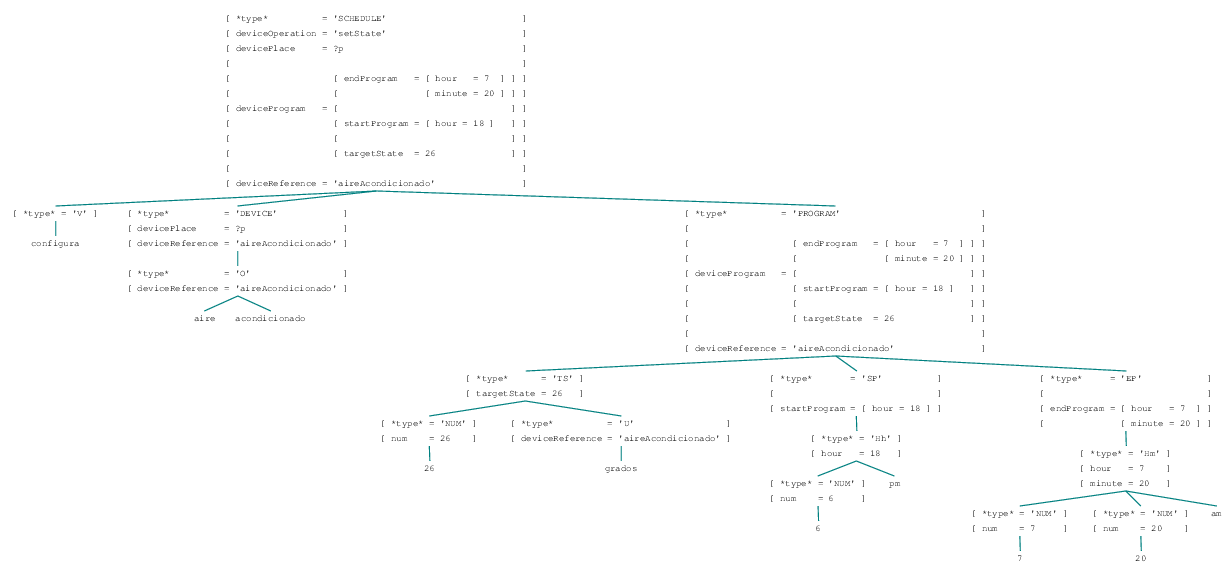 [ *type*           = 'SCHEDULE'                         ]
[ deviceOperation = 'setState'                          ]
[ devicePlace     = ?p                                  ]
[                                                       ]
[                   [ endProgram   = [ hour   = 7  ] ] ]
[                   [                [ minute = 20 ] ] ]
[ deviceProgram   = [                                ] ]
[                   [ startProgram = [ hour = 18 ]   ] ]
[                   [                                ] ]
[                   [ targetState  = 26              ] ]
[                                                       ]
[ deviceReference = 'aireAcondicionado'                 ]
[ *type* = 'V' ]
configura
[ *type*          = 'DEVICE'            ]
[ devicePlace     = ?p                  ]
[ deviceReference = 'aireAcondicionado' ]
[ *type*          = 'O'                 ]
[ deviceReference = 'aireAcondicionado' ]
aire acondicionado
[ *type*          = 'PROGRAM'                           ]
[                                                       ]
[                   [ endProgram   = [ hour   = 7  ] ] ]
[                   [                [ minute = 20 ] ] ]
[ deviceProgram   = [                                ] ]
[                   [ startProgram = [ hour = 18 ]   ] ]
[                   [                                ] ]
[                   [ targetState  = 26              ] ]
[                                                       ]
[ deviceReference = 'aireAcondicionado'                 ]
[ *type*      = 'TS' ]
[ targetState = 26   ]
[ *type* = 'NUM' ]
[ num    = 26    ]
26
[ *type*          = 'U'                 ]
[ deviceReference = 'aireAcondicionado' ]
grados
[ *type*       = 'SP'          ]
[                              ]
[ startProgram = [ hour = 18 ] ]
[ *type* = 'Hh' ]
[ hour   = 18   ]
[ *type* = 'NUM' ] pm
[ num    = 6     ]
6
[ *type*     = 'EP'            ]
[                              ]
[ endProgram = [ hour   = 7  ] ]
[              [ minute = 20 ] ]
[ *type* = 'Hm' ]
[ hour   = 7    ]
[ minute = 20   ]
[ *type* = 'NUM' ] [ *type* = 'NUM' ] am
[ num    = 7     ] [ num    = 20    ]
7 20